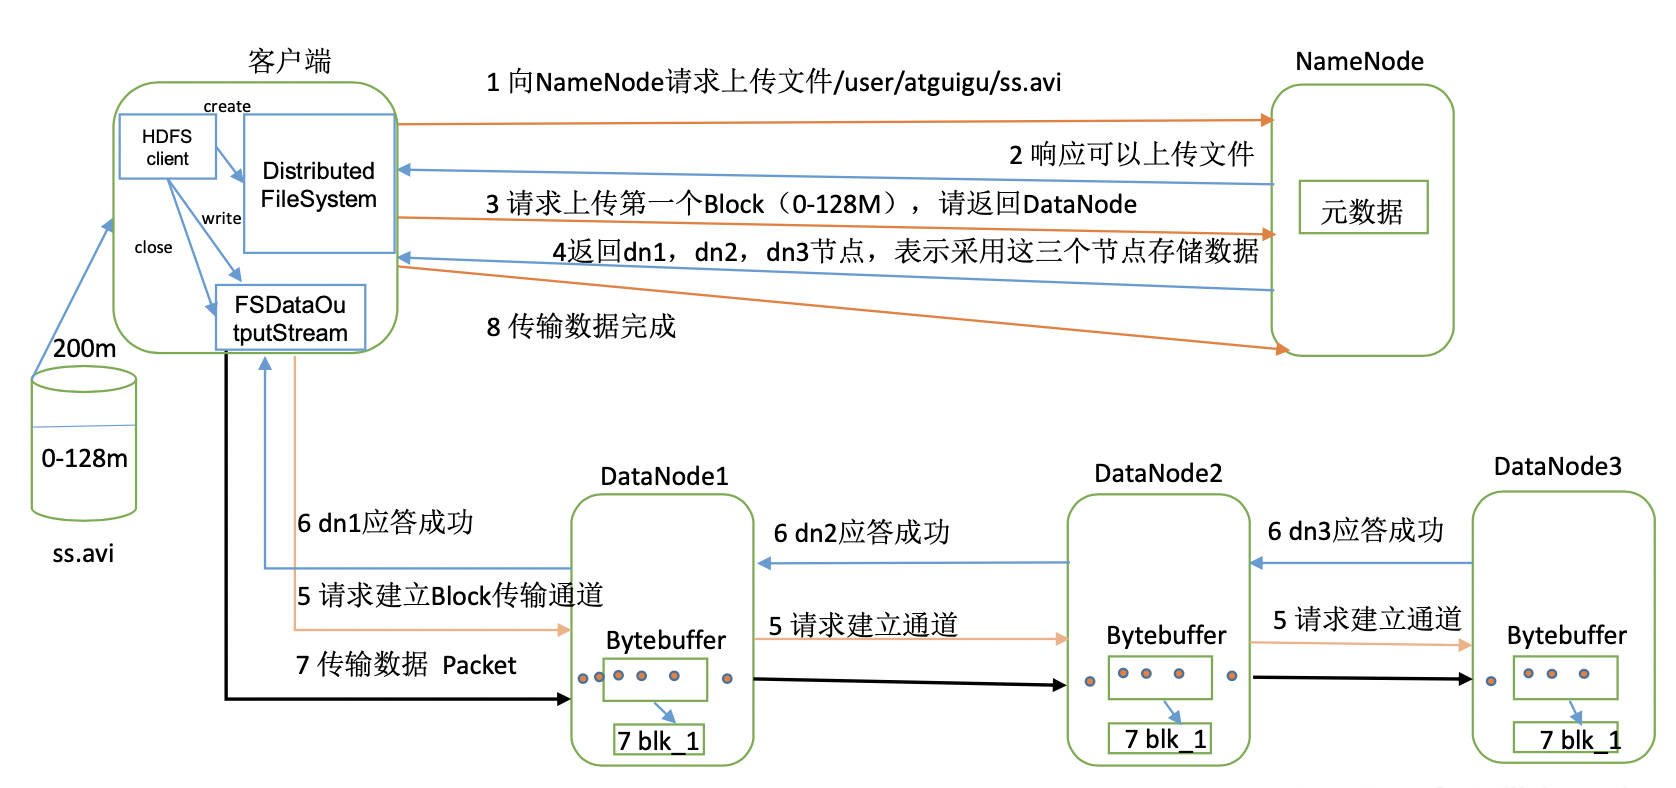 客户端
NameNode
create
1 向NameNode请求上传文件/user/atguigu/ss.avi
HDFS
client
Distributed
FileSystem
2 响应可以上传文件
write
3 请求上传第一个Block（0-128M），请返回DataNode
元数据
close
4返回dn1，dn2，dn3节点，表示采用这三个节点存储数据
FSDataOu
tputStream
8 传输数据完成
200m
0-128m
ss.avi
DataNode1
DataNode2
DataNode3
6 dn1应答成功
6 dn2应答成功
6 dn3应答成功
5 请求建立Block传输通道
5 请求建立通道
5 请求建立通道
7 传输数据 Packet
Bytebuffer
Bytebuffer
Bytebuffer
7 blk_1
7 blk_1
7 blk_1